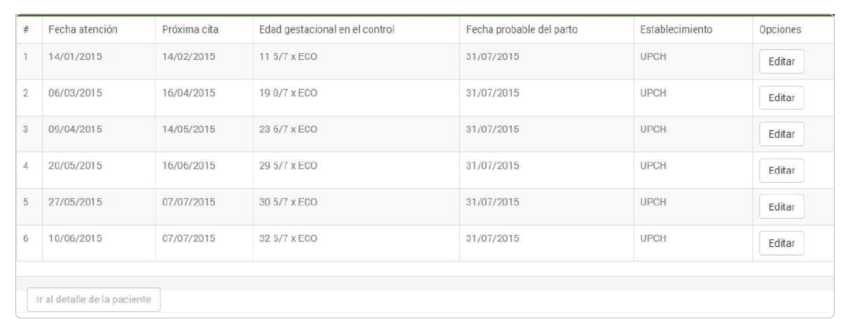 # Fecha atención Próxima cita Edad gestacional en el control Fecha probable del parto Establecimiento Opciones
1 14/01/2015 14/02/2015 11 5/7 x ECO 31/07/2015 UPCH Editar
2 06/03/2015 16/04/2015 19 0/7 x ECO 31/07/2015 UPCH Editar
3 09/04/2015 14/05/2015 23 6/7 x ECO 31/07/2015 UPCH Editar
4 20/05/2015 16/06/2015 29 5/7 x ECO 31/07/2015 UPCH Editar
5 27/05/2015 07/07/2015 30 5/7 x ECO 31/07/2015 UPCH Editar
6 10/06/2015 07/07/2015 32 5/7 x ECO 31/07/2015 UPCH Editar
Ir al detalle de la paciente